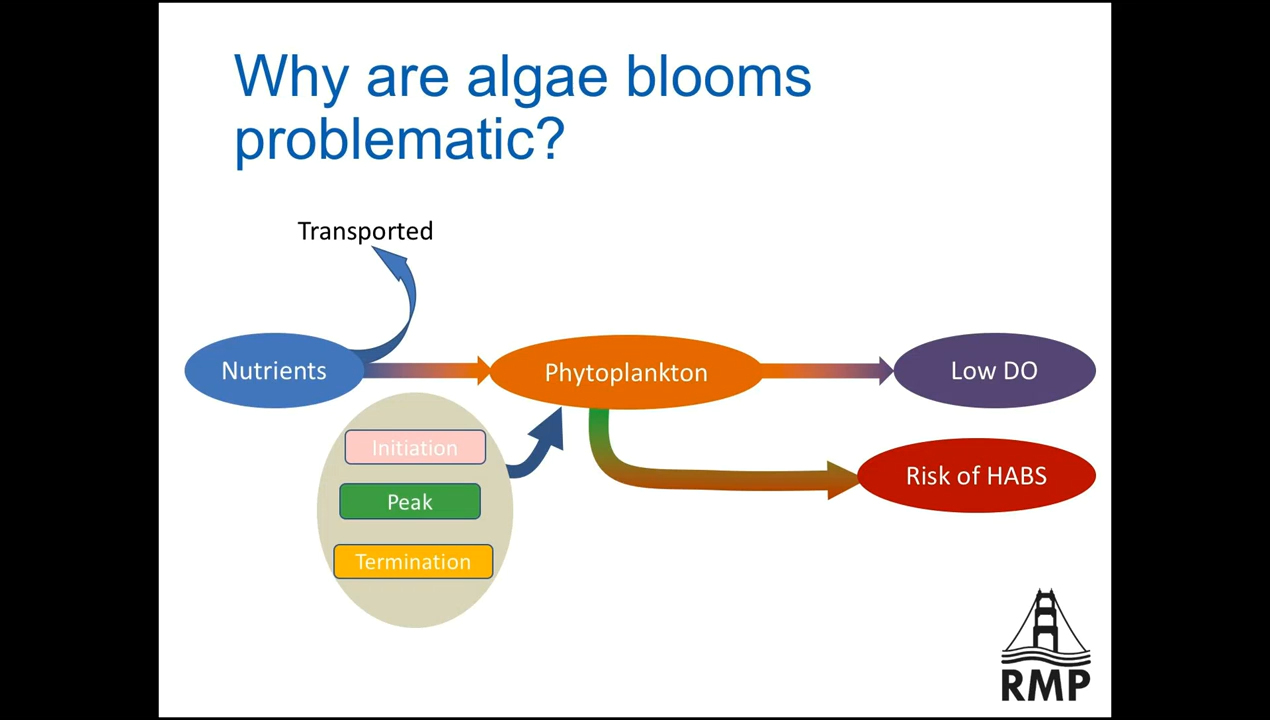 Why are algae blooms
problematic?
Transported
Nutrients
Phytoplankton
Low DO
Initiation
Peak
Termination
Risk of HABS
RMP